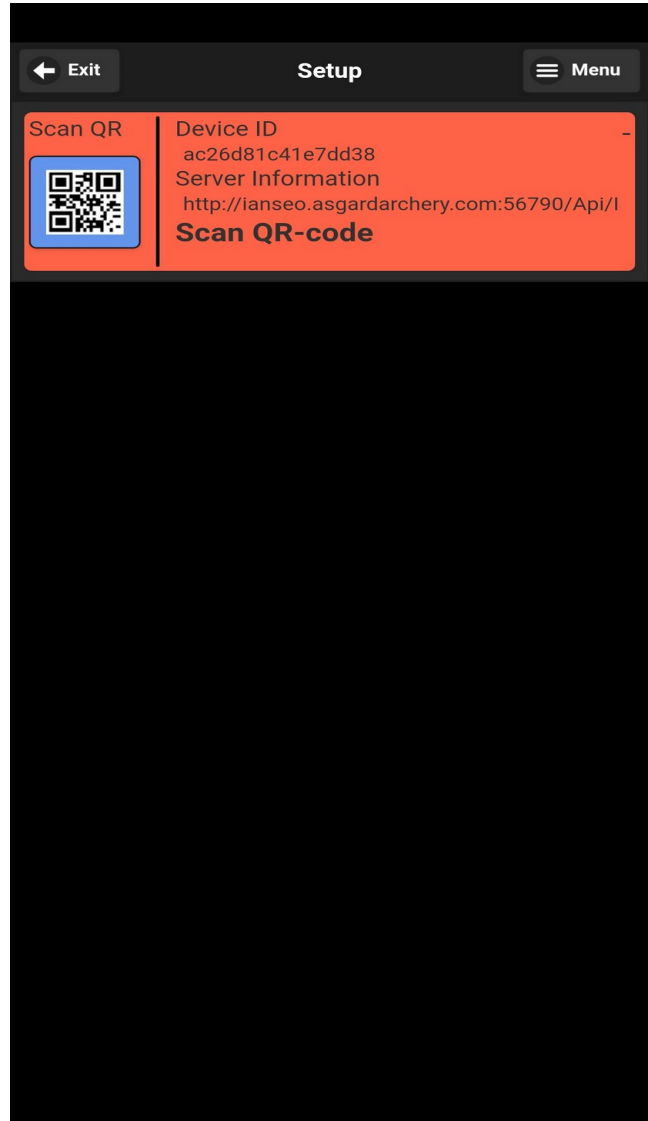 Exit
Setup
Menu
Scan QR
Device ID
-
ac26d81c41e7dd38
Server Information
http://ianseo.asgardarchery.com:56790/Api/I
Scan QR-code